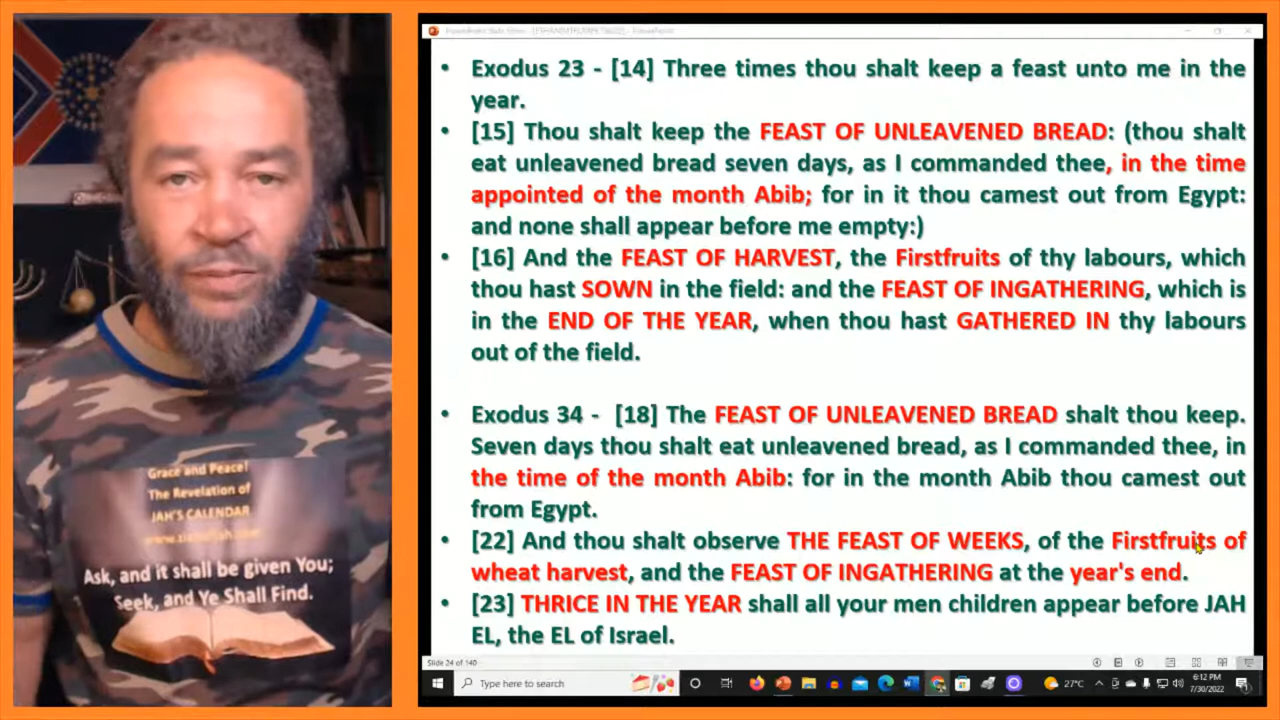 Grace and Peace!
The Revelation of
JAH'S CALENDAR
Ask, and it shall be given You;
Seek, and Ye Shall Find.
• Exodus 23 - [14] Three times thou shalt keep a feast unto me in the
year.
• [15] Thou shalt keep the FEAST OF UNLEAVENED BREAD: (thou shalt
eat unleavened bread seven days, as I commanded thee, in the time
appointed of the month Abib; for in it thou camest out from Egypt:
and none shall appear before me empty:)
• [16] And the FEAST OF HARVEST, the Firstfruits of thy labours, which
thou hast SOWN in the field: and the FEAST OF INGATHERING, which is
in the END OF THE YEAR, when thou hast GATHERED IN thy labours
out of the field.
• Exodus 34 - [18] The FEAST OF UNLEAVENED BREAD shalt thou keep.
Seven days thou shalt eat unleavened bread, as I commanded thee, in
the time of the month Abib: for in the month Abib thou camest out
from Egypt.
• [22] And thou shalt observe THE FEAST OF WEEKS, of the Firstfruits of
wheat harvest, and the FEAST OF INGATHERING at the year's end.
• [23] THRICE IN THE YEAR shall all your men children appear before JAH
EL, the EL of Israel.
Slide 24 of 140
Type here to search
27°C
6:12 PM
7/30/2022